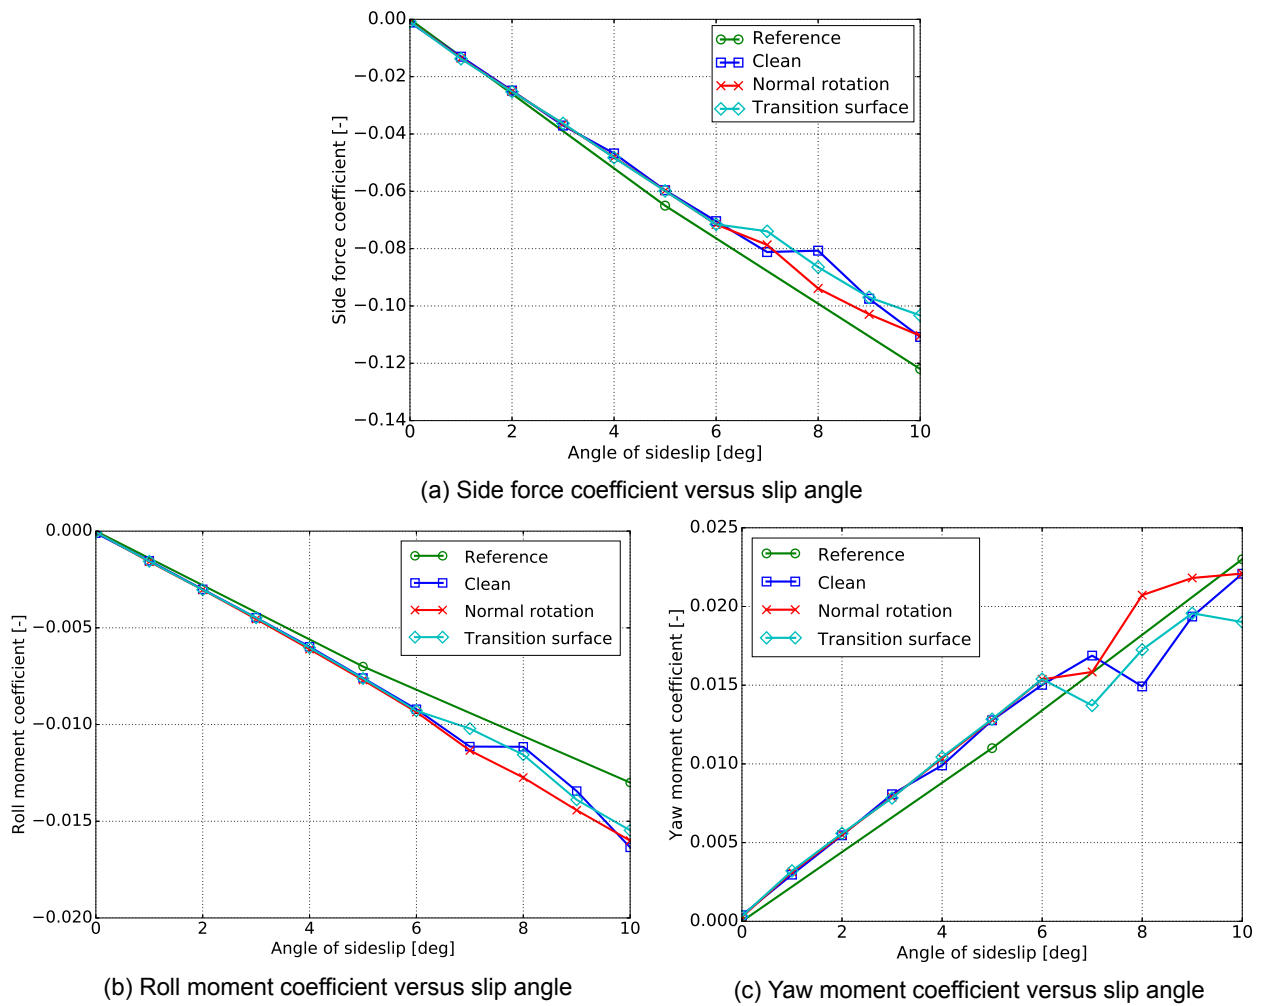 0.00
−0.02
−0.04
−0.06
−0.08
−0.10
−0.12
−0.14
Side force coefficient [-]
Reference
Clean
Normal rotation
Transition surface
0 2 4 6 8 10
Angle of sideslip [deg]
(a) Side force coefficient versus slip angle
0.000
−0.005
−0.010
−0.015
−0.020
Roll moment coefficient [-]
Reference
Clean
Normal rotation
Transition surface
0 2 4 6 8 10
Angle of sideslip [deg]
(b) Roll moment coefficient versus slip angle
0.025
0.020
0.015
0.010
0.005
0.000
Yaw moment coefficient [-]
Reference
Clean
Normal rotation
Transition surface
0 2 4 6 8 10
Angle of sideslip [deg]
(c) Yaw moment coefficient versus slip angle